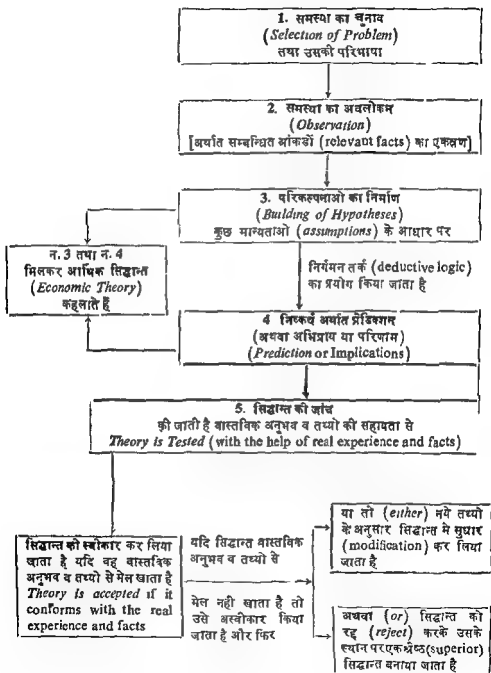 1. समस्या का चुनाव
(Selection of Problem)
तथा उसकी परिभाषा
2. समस्या का अवलोकन
(Observation)
[अर्थात सम्बन्धित आंकडों (relevant facts) का एकत्रण]
3. परिकल्पनाओ का निर्माण
(Building of Hypotheses)
कुछ मान्यताओ (assumptions) के आधार पर
न. 3 तथा न. 4
मिलकर आर्थिक सिद्धान्त
(Economic Theory)
कहलाते हैं
निर्गमन तर्क (deductive logic)
का प्रयोग किया जाता है
4 निष्कर्ष अर्थात प्रेडिक्शन
(अथवा अभिप्राय या परिणाम)
(Prediction or Implications)
5. सिद्धान्त की जांच
की जाती है वास्तविक अनुभव व तथ्यो की सहायता से
Theory is Tested (with the help of real experience and facts)
सिद्धान्त को स्वीकार कर लिया
जाता है यदि वह वास्तविक
अनुभव व तथ्यो से मेल खाता है
Theory is accepted if it
conforms with the real
experience and facts
यदि सिद्धान्त वास्तविक
अनुभव व तथ्यो से
मेल नही खाता है तो
उसे अस्वीकार किया
जाता है और फिर
या तो (either) नये तथ्यो
के अनुसार सिद्धान्त मे सुधार
(modification) कर लिया
जाता है
अथवा (or) सिद्धान्त को
रद्द (reject) करके उसके
स्थान पर एक श्रेष्ठ (superior)
सिद्धान्त बनाया जाता है